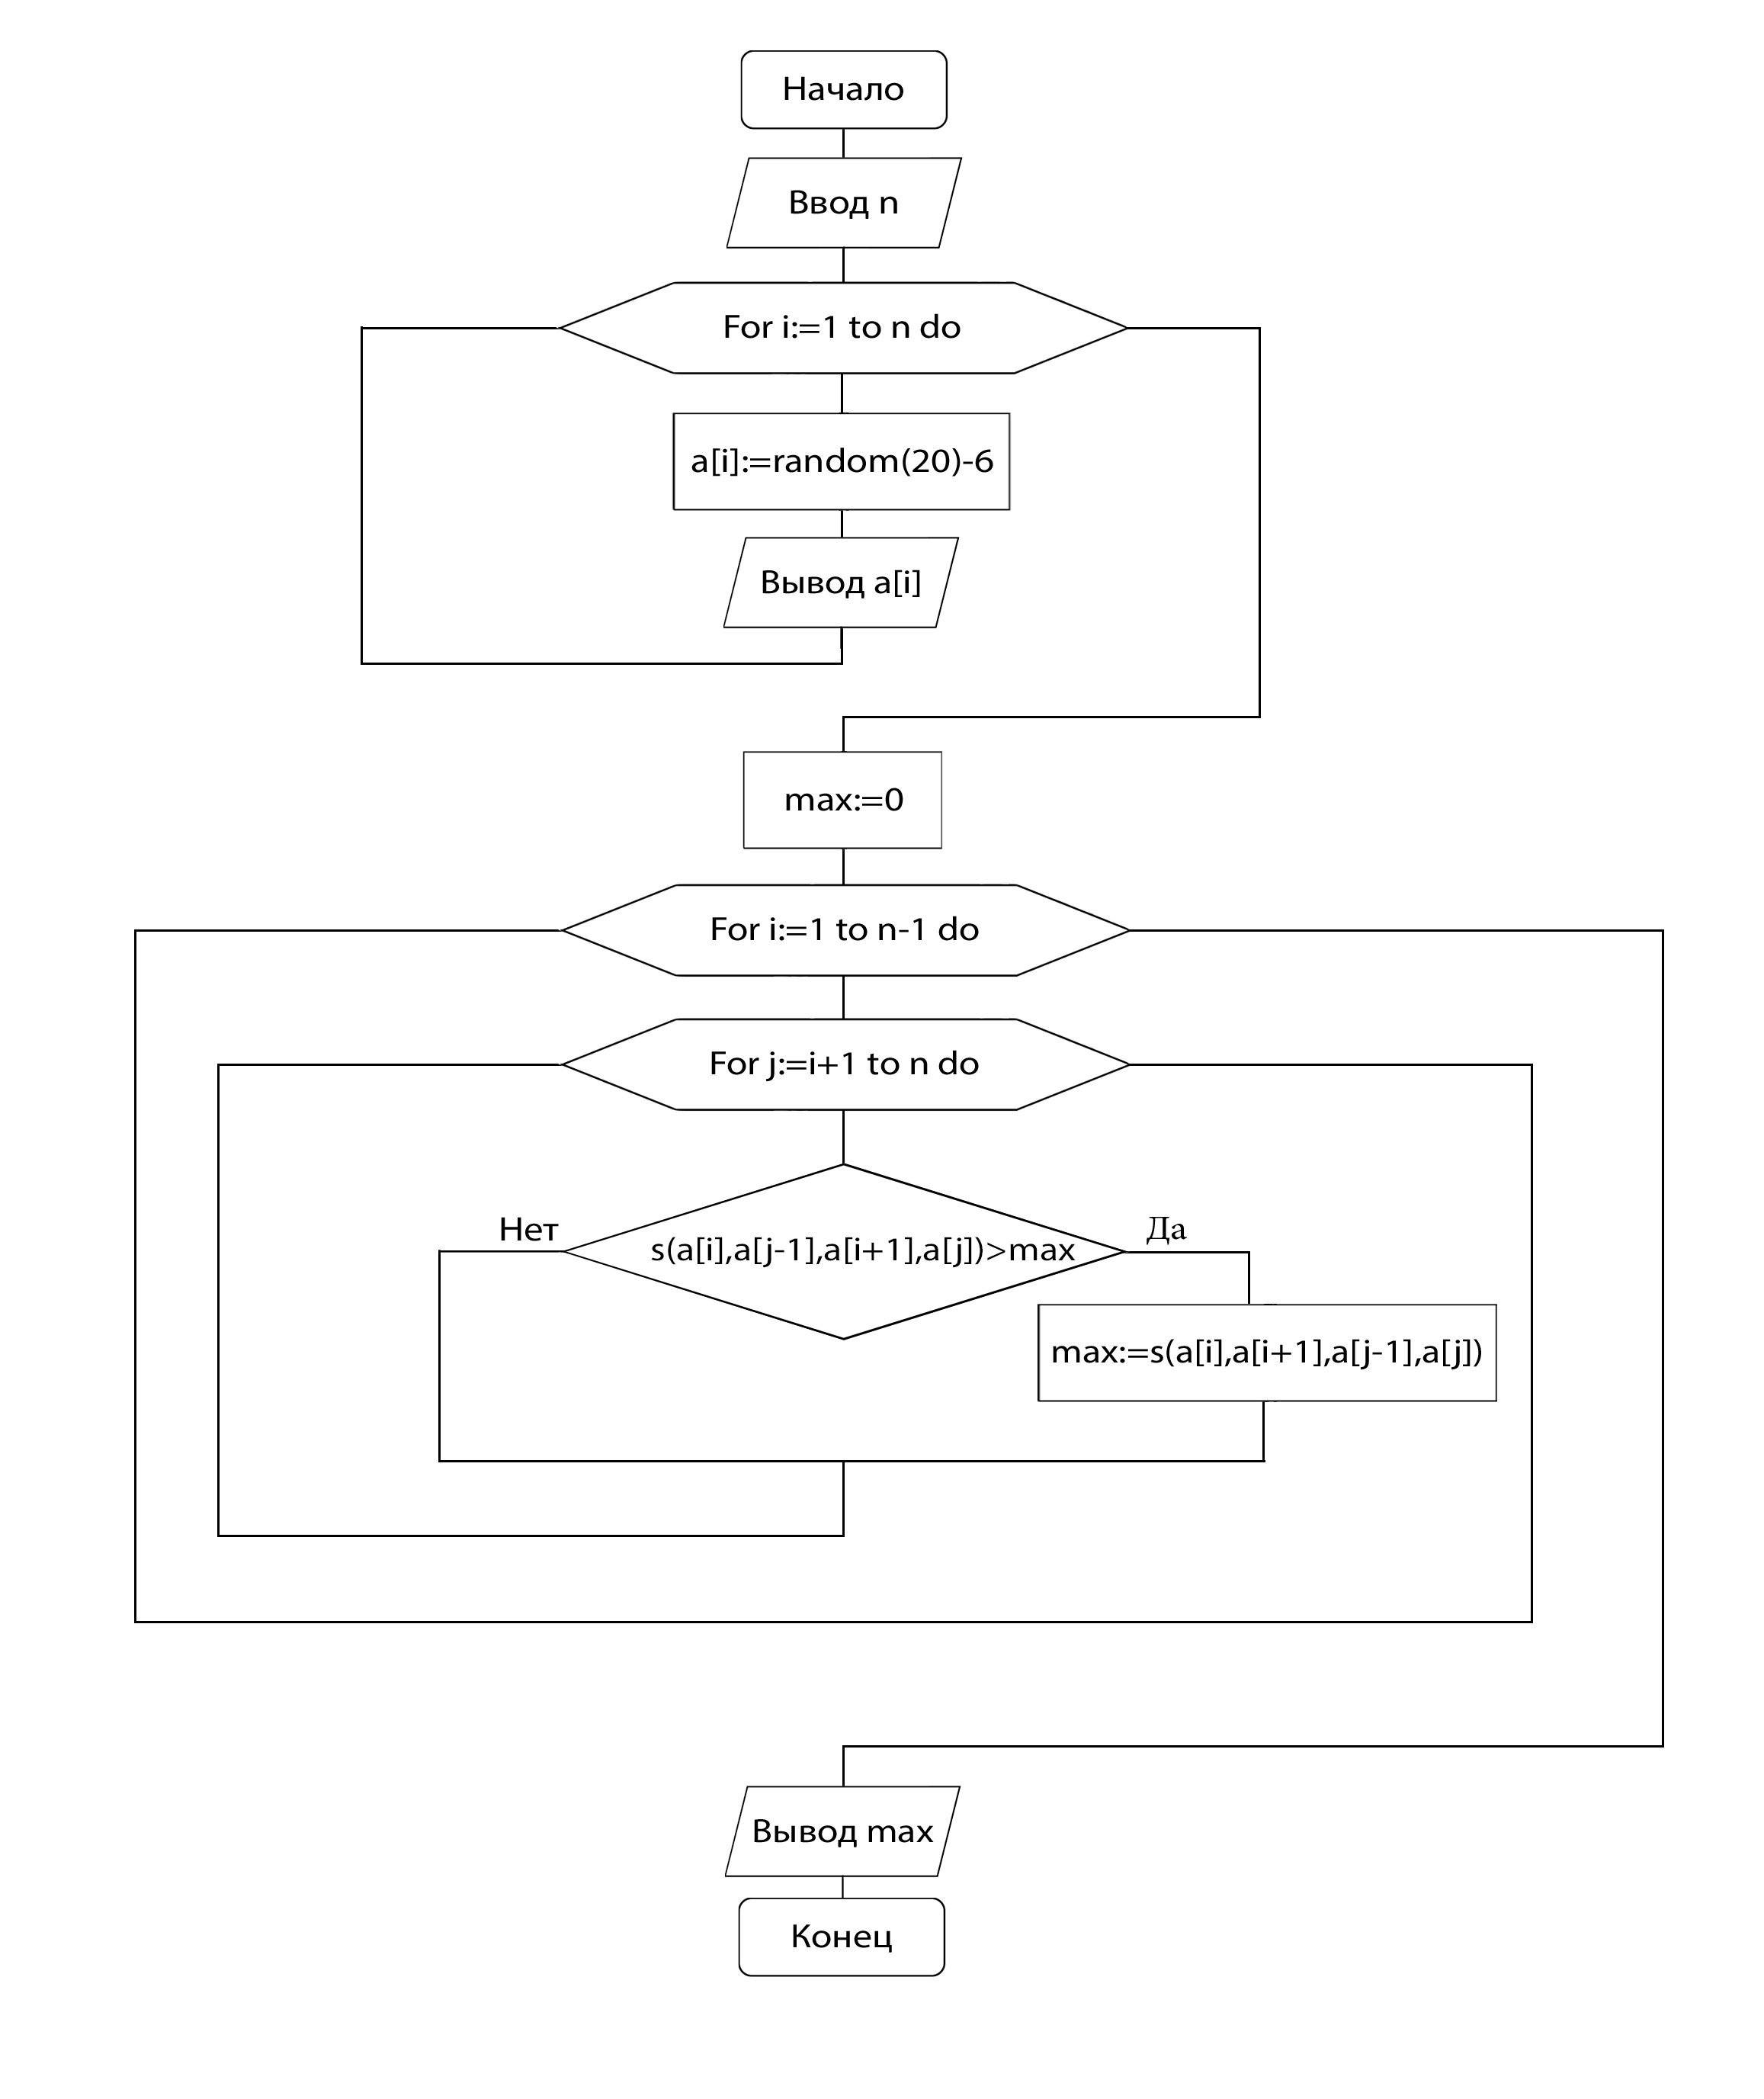 Начало
Ввод n
For i:=1 to n do
a[i]:=random(20)-6
Вывод a[i]
max:=0
For i:=1 to n-1 do
For j:=i+1 to n do
Нет
s(a[i],a[j-1],a[i+1],a[j])>max
Да
max:=s(a[i],a[i+1],a[j-1],a[j])
Вывод max
Конец